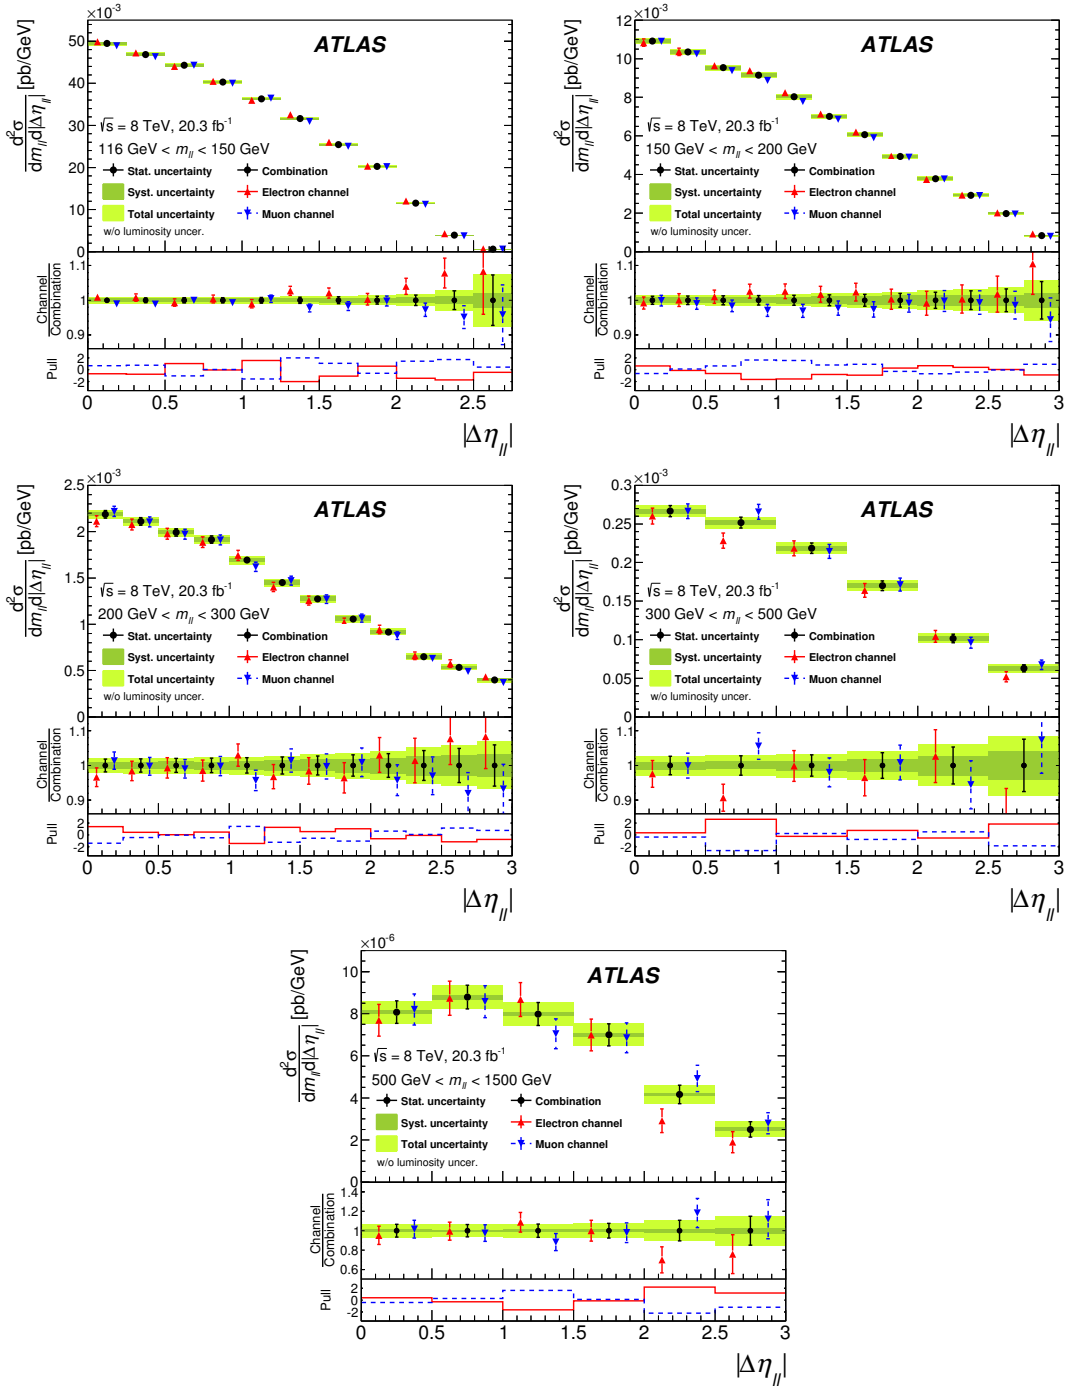 ×10⁻³
ATLAS
d²σ/dm_ll d|Δη_ll| [pb/GeV]
50
40
30
20
10
0
√s = 8 TeV, 20.3 fb⁻¹
116 GeV < m_ll < 150 GeV
Stat. uncertainty
Combination
Syst. uncertainty
Electron channel
Total uncertainty
Muon channel
w/o luminosity uncer.
Channel/Combination
1.1
1
0.9
Pull
2
0
-2
0 0.5 1 1.5 2 2.5
|Δη_ll|
×10⁻³
ATLAS
d²σ/dm_ll d|Δη_ll| [pb/GeV]
12
10
8
6
4
2
0
√s = 8 TeV, 20.3 fb⁻¹
150 GeV < m_ll < 200 GeV
Stat. uncertainty
Combination
Syst. uncertainty
Electron channel
Total uncertainty
Muon channel
w/o luminosity uncer.
Channel/Combination
1.1
1
0.9
Pull
2
0
-2
0 0.5 1 1.5 2 2.5 3
|Δη_ll|
×10⁻³
ATLAS
d²σ/dm_ll d|Δη_ll| [pb/GeV]
2.5
2
1.5
1
0.5
0
√s = 8 TeV, 20.3 fb⁻¹
200 GeV < m_ll < 300 GeV
Stat. uncertainty
Combination
Syst. uncertainty
Electron channel
Total uncertainty
Muon channel
w/o luminosity uncer.
Channel/Combination
1.1
1
0.9
Pull
2
0
-2
0 0.5 1 1.5 2 2.5 3
|Δη_ll|
×10⁻³
ATLAS
d²σ/dm_ll d|Δη_ll| [pb/GeV]
0.3
0.25
0.2
0.15
0.1
0.05
0
√s = 8 TeV, 20.3 fb⁻¹
300 GeV < m_ll < 500 GeV
Stat. uncertainty
Combination
Syst. uncertainty
Electron channel
Total uncertainty
Muon channel
w/o luminosity uncer.
Channel/Combination
1.1
1
0.9
Pull
2
0
-2
0 0.5 1 1.5 2 2.5 3
|Δη_ll|
×10⁻⁶
ATLAS
d²σ/dm_ll d|Δη_ll| [pb/GeV]
10
8
6
4
2
0
√s = 8 TeV, 20.3 fb⁻¹
500 GeV < m_ll < 1500 GeV
Stat. uncertainty
Combination
Syst. uncertainty
Electron channel
Total uncertainty
Muon channel
w/o luminosity uncer.
Channel/Combination
1.4
1.2
1
0.8
0.6
Pull
2
0
-2
0 0.5 1 1.5 2 2.5 3
|Δη_ll|